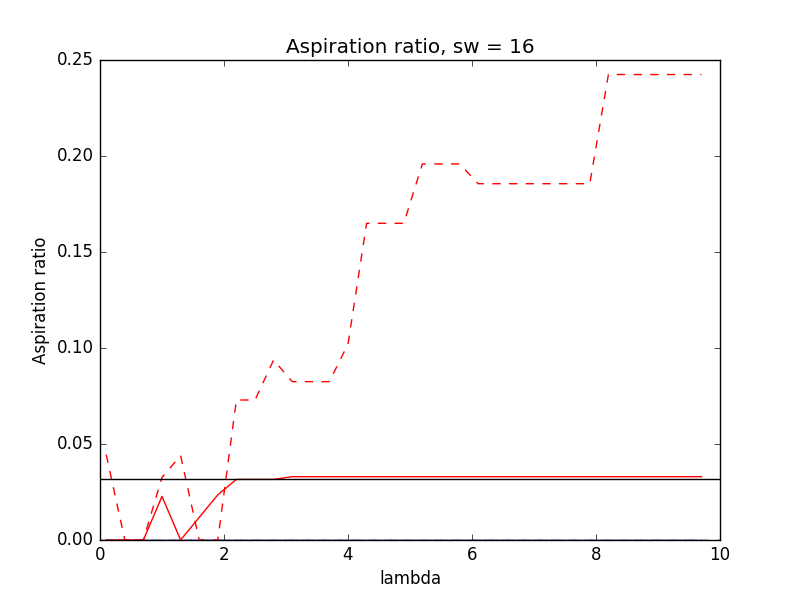 Aspiration ratio, sw = 16
0.25
0.20
0.15
0.10
0.05
0.00
Aspiration ratio
0 2 4 6 8 10
lambda